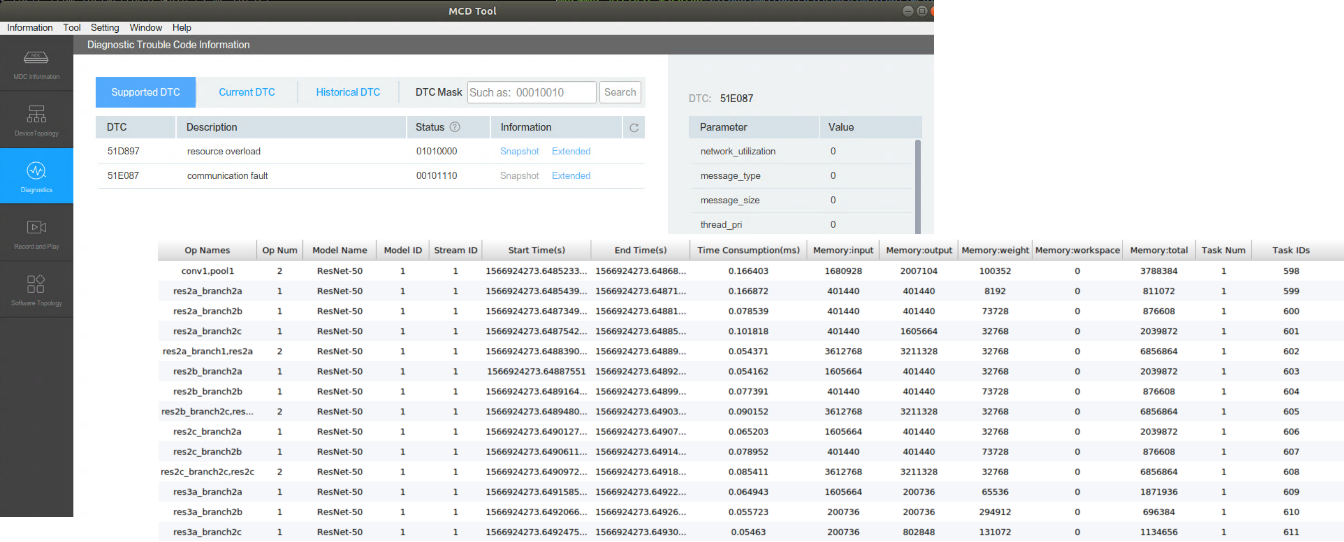 MCD Tool
Information Tool Setting Window Help
Diagnostic Trouble Code Information
MDC Information
DeviceTopology
Diagnostics
Record and Play
Software Topology
Supported DTC Current DTC Historical DTC DTC Mask Such as: 00010010 Search
DTC Description Status ? Information
51D897 resource overload 01010000 Snapshot Extended
51E087 communication fault 00101110 Snapshot Extended
DTC: 51E087
Parameter Value
network_utilization 0
message_type 0
message_size 0
thread_pri 0
Op Names Op Num Model Name Model ID Stream ID Start Time(s) End Time(s) Time Consumption(ms) Memory:input Memory:output Memory:weight Memory:workspace Memory:total Task Num Task IDs
conv1,pool1 2 ResNet-50 1 1 1566924273.6485233... 1566924273.64868... 0.166403 1680928 2007104 100352 0 3788384 1 598
res2a_branch2a 1 ResNet-50 1 1 1566924273.6485439... 1566924273.64871... 0.166872 401440 401440 8192 0 811072 1 599
res2a_branch2b 1 ResNet-50 1 1 1566924273.6487349... 1566924273.64881... 0.078539 401440 401440 73728 0 876608 1 600
res2a_branch2c 1 ResNet-50 1 1 1566924273.6487542... 1566924273.64885... 0.101818 401440 1605664 32768 0 2039872 1 601
res2a_branch1,res2a 2 ResNet-50 1 1 1566924273.6488390... 1566924273.64889... 0.054371 3612768 3211328 32768 0 6856864 1 602
res2b_branch2a 1 ResNet-50 1 1 1566924273.64887551 1566924273.64892... 0.054162 1605664 401440 32768 0 2039872 1 603
res2b_branch2b 1 ResNet-50 1 1 1566924273.6489164... 1566924273.64899... 0.077391 401440 401440 73728 0 876608 1 604
res2b_branch2c,res... 2 ResNet-50 1 1 1566924273.6489480... 1566924273.64903... 0.090152 3612768 3211328 32768 0 6856864 1 605
res2c_branch2a 1 ResNet-50 1 1 1566924273.6490127... 1566924273.64907... 0.065203 1605664 401440 32768 0 2039872 1 606
res2c_branch2b 1 ResNet-50 1 1 1566924273.6490611... 1566924273.64914... 0.078952 401440 401440 73728 0 876608 1 607
res2c_branch2c,res2c 2 ResNet-50 1 1 1566924273.6490972... 1566924273.64918... 0.085411 3612768 3211328 32768 0 6856864 1 608
res3a_branch2a 1 ResNet-50 1 1 1566924273.6491585... 1566924273.64922... 0.064943 1605664 200736 65536 0 1871936 1 609
res3a_branch2b 1 ResNet-50 1 1 1566924273.6492066... 1566924273.64926... 0.055723 200736 200736 294912 0 696384 1 610
res3a_branch2c 1 ResNet-50 1 1 1566924273.6492475... 1566924273.64930... 0.05463 200736 802848 131072 0 1134656 1 611